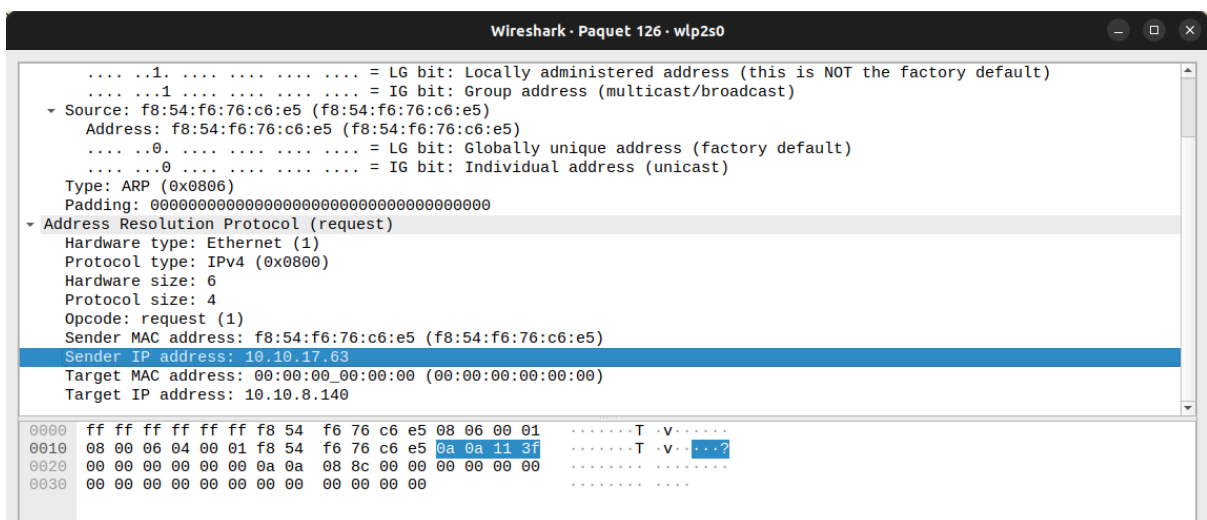 Wireshark · Paquet 126 · wlp2s0
.... ..1. .... .... .... .... = LG bit: Locally administered address (this is NOT the factory default)
.... ...1 .... .... .... .... = IG bit: Group address (multicast/broadcast)
Source: f8:54:f6:76:c6:e5 (f8:54:f6:76:c6:e5)
Address: f8:54:f6:76:c6:e5 (f8:54:f6:76:c6:e5)
.... ..0. .... .... .... .... = LG bit: Globally unique address (factory default)
.... ...0 .... .... .... .... = IG bit: Individual address (unicast)
Type: ARP (0x0806)
Padding: 000000000000000000000000000000000000
Address Resolution Protocol (request)
Hardware type: Ethernet (1)
Protocol type: IPv4 (0x0800)
Hardware size: 6
Protocol size: 4
Opcode: request (1)
Sender MAC address: f8:54:f6:76:c6:e5 (f8:54:f6:76:c6:e5)
Sender IP address: 10.10.17.63
Target MAC address: 00:00:00_00:00:00 (00:00:00:00:00:00)
Target IP address: 10.10.8.140
0000 ff ff ff ff ff ff f8 54 f6 76 c6 e5 08 06 00 01 ·······T ·v······
0010 08 00 06 04 00 01 f8 54 f6 76 c6 e5 0a 0a 11 3f ·······T ·v·····?
0020 00 00 00 00 00 00 0a 0a 08 8c 00 00 00 00 00 00 ········ ········
0030 00 00 00 00 00 00 00 00 00 00 00 00 ········ ····